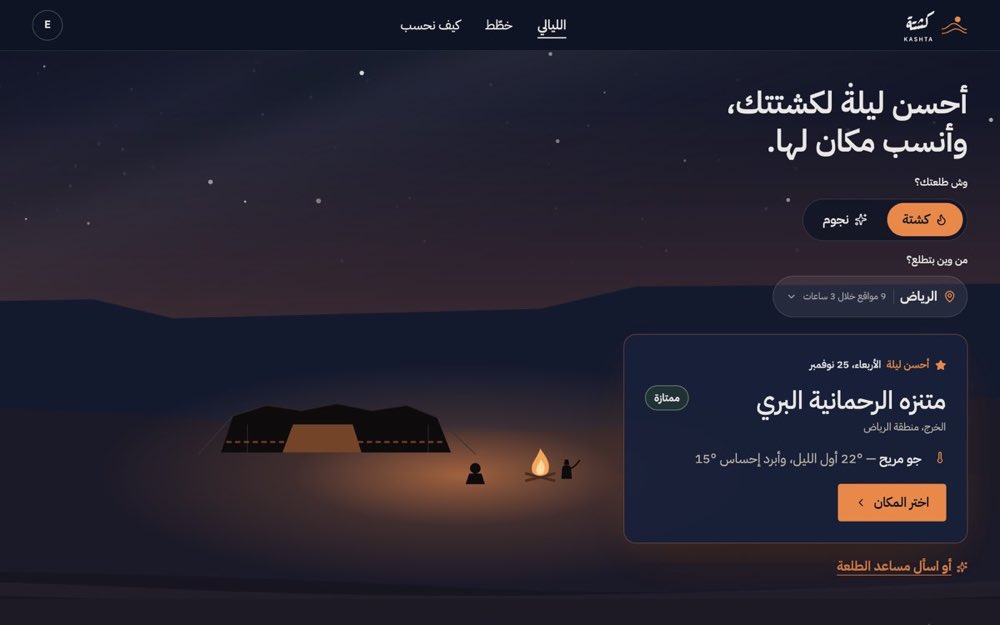 كشتة
KASHTA
الليالي
خطّط
كيف نحسب
E
أحسن ليلة لكشتتك،
وأنسب مكان لها.
وش طلعتك؟
كشتة
نجوم
من وين بتطلع؟
الرياض
9 مواقع خلال 3 ساعات
أحسن ليلة الأربعاء، 25 نوفمبر
متنزه الرحمانية البري
ممتازة
الخرج، منطقة الرياض
جو مريح — 22° أول الليل، وأبرد إحساس 15°
اختر المكان
أو اسأل مساعد الطلعة